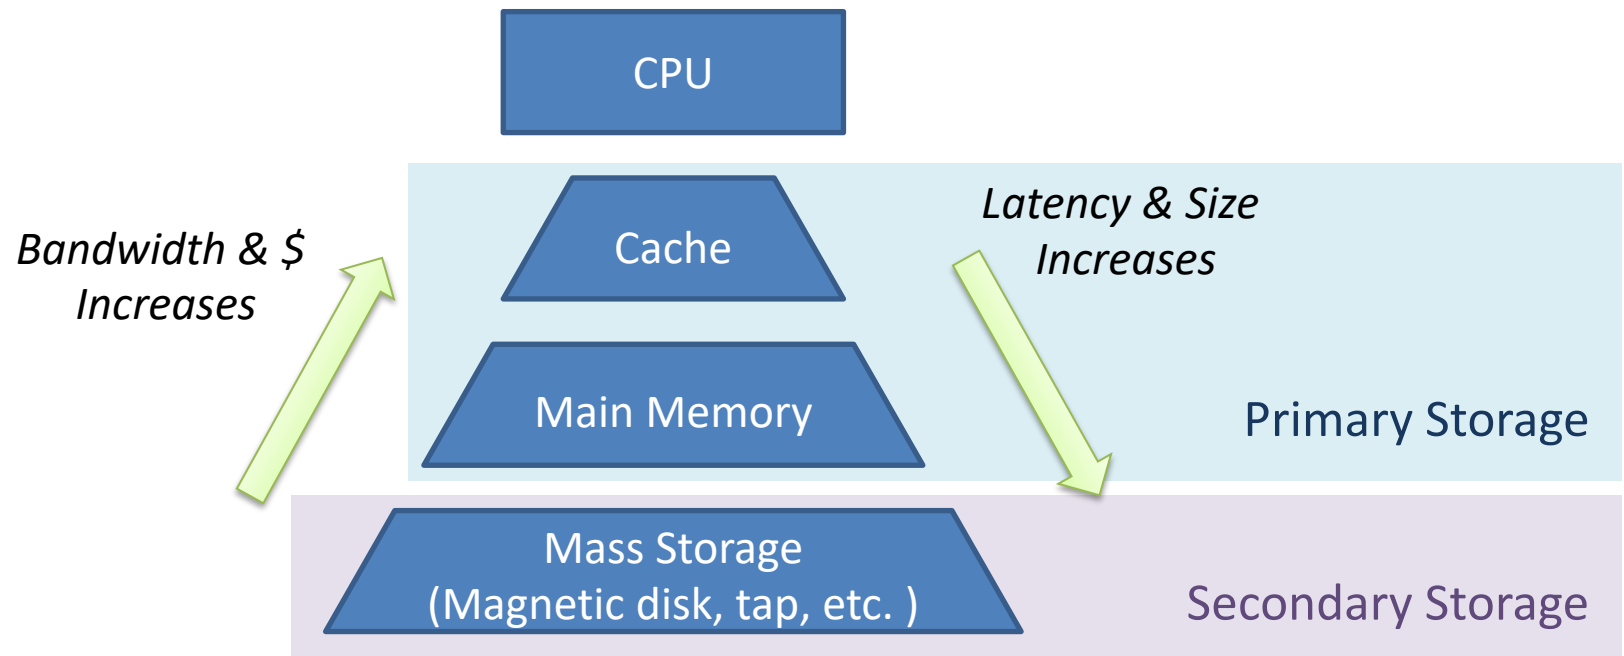 CPU
Bandwidth & $
Increases
Cache
Latency & Size
Increases
Main Memory
Primary Storage
Mass Storage
(Magnetic disk, tap, etc. )
Secondary Storage